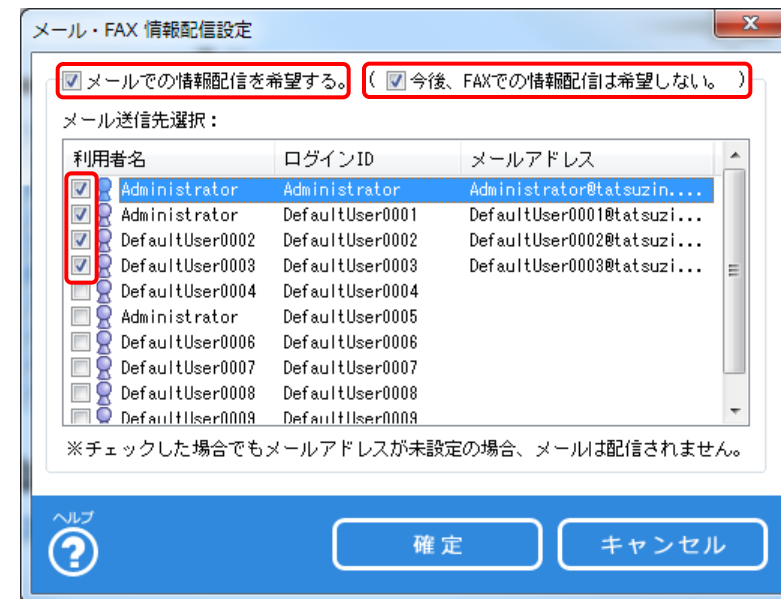 メール・FAX 情報配信設定
メールでの情報配信を希望する。 ( 今後、FAXでの情報配信は希望しない。 )
メール送信先選択：
利用者名 ログインID メールアドレス
Administrator Administrator Administrator@tatsuzin....
Administrator DefaultUser0001 DefaultUser0001@tatsuzi...
DefaultUser0002 DefaultUser0002 DefaultUser0002@tatsuzi...
DefaultUser0003 DefaultUser0003 DefaultUser0003@tatsuzi...
DefaultUser0004 DefaultUser0004
Administrator DefaultUser0005
DefaultUser0006 DefaultUser0006
DefaultUser0007 DefaultUser0007
DefaultUser0008 DefaultUser0008
DefaultUser0009 DefaultUser0009
※チェックした場合でもメールアドレスが未設定の場合、メールは配信されません。
ヘルプ
確定 キャンセル